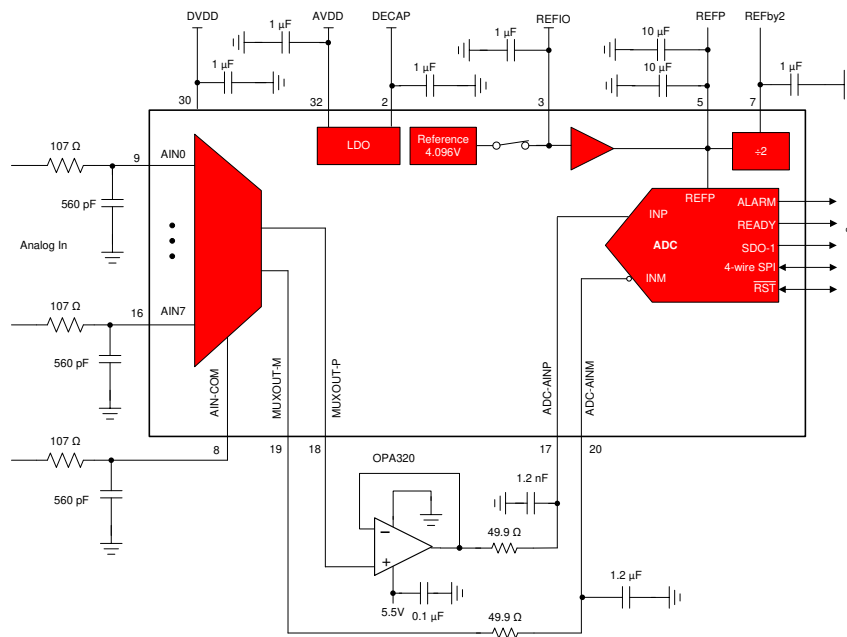 DVDD
AVDD
DECAP
REFIO
REFP
REFby2
1 µF
1 µF
1 µF
1 µF
10 µF
10 µF
1 µF
30
32
2
3
5
7
107 Ω
9
AIN0
560 pF
Analog In
LDO
Reference
4.096V
÷2
REFP
INP
ADC
INM
ALARM
READY
SDO-1
4-wire SPI
RST
107 Ω
16
AIN7
560 pF
AIN-COM
MUXOUT-M
MUXOUT-P
ADC-AINP
ADC-AINM
107 Ω
8
19
18
17
20
560 pF
OPA320
1.2 nF
49.9 Ω
−
+
5.5V
0.1 µF
49.9 Ω
1.2 µF